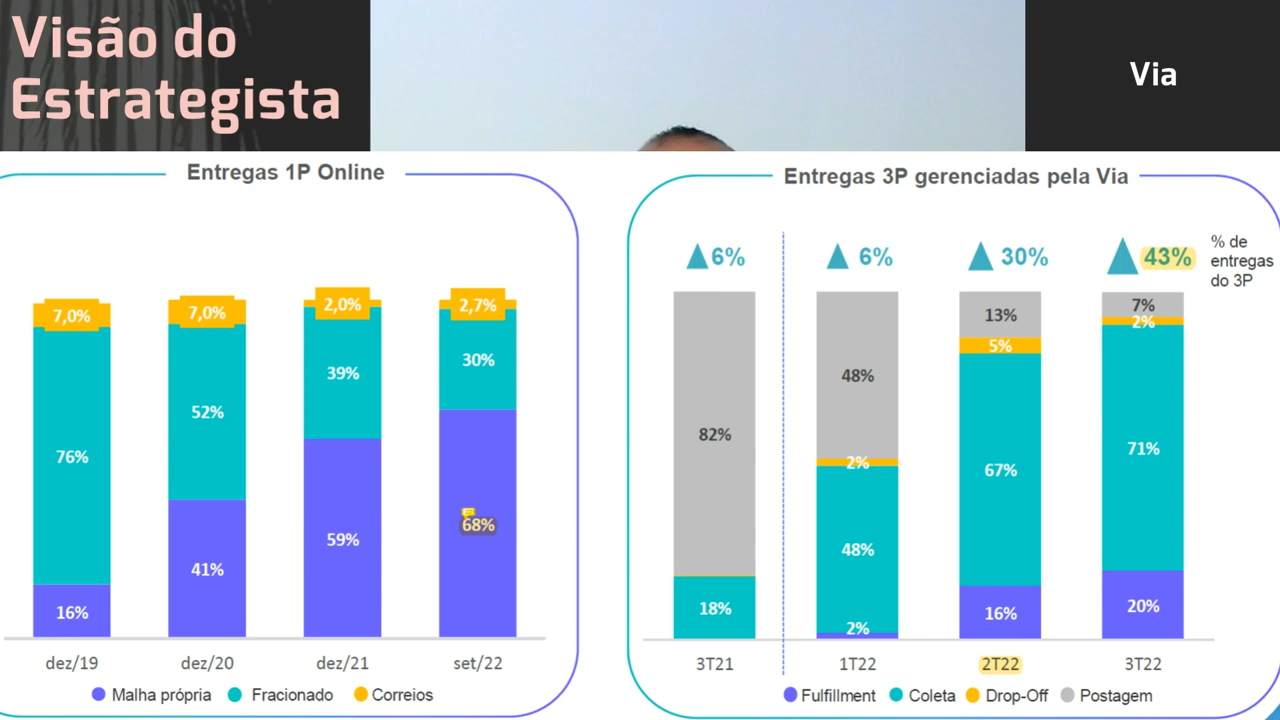 Visão do
Estrategista
Via
Entregas 1P Online
7,0%
7,0%
2,0%
2,7%
76%
52%
39%
30%
16%
41%
59%
68%
dez/19
dez/20
dez/21
set/22
Malha própria
Fracionado
Correios
Entregas 3P gerenciadas pela Via
6%
6%
30%
43%
% de
entregas
do 3P
82%
48%
13%
7%
2%
5%
2%
18%
48%
67%
71%
2%
16%
20%
3T21
1T22
2T22
3T22
Fulfillment
Coleta
Drop-Off
Postagem